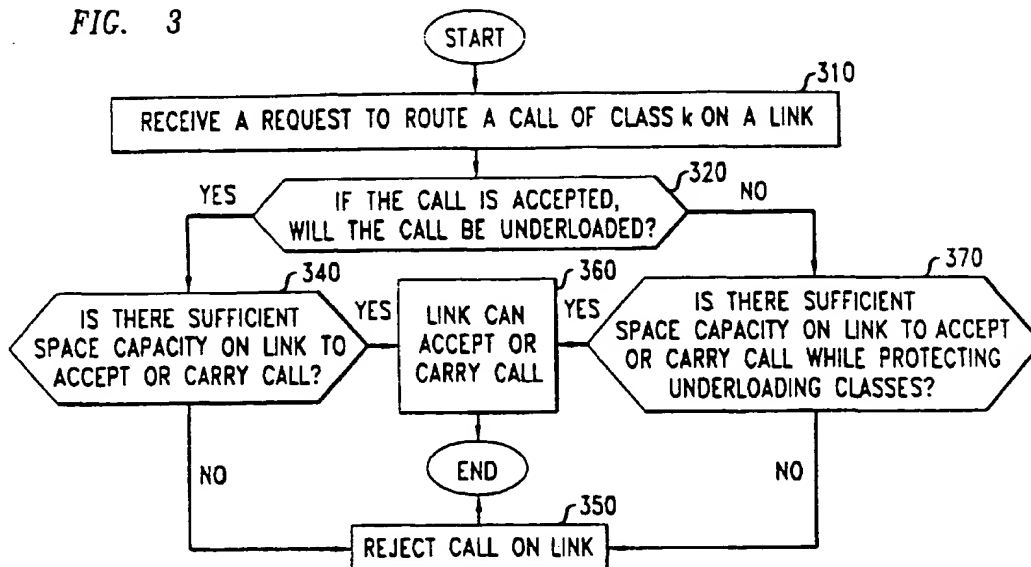 FIG. 3
START
310
RECEIVE A REQUEST TO ROUTE A CALL OF CLASS k ON A LINK
320
YES
IF THE CALL IS ACCEPTED,
WILL THE CALL BE UNDERLOADED?
NO
340
IS THERE SUFFICIENT
SPACE CAPACITY ON LINK TO
ACCEPT OR CARRY CALL?
YES
360
LINK CAN
ACCEPT OR
CARRY CALL
YES
370
IS THERE SUFFICIENT
SPACE CAPACITY ON LINK TO ACCEPT
OR CARRY CALL WHILE PROTECTING
UNDERLOADING CLASSES?
NO
END
NO
350
REJECT CALL ON LINK